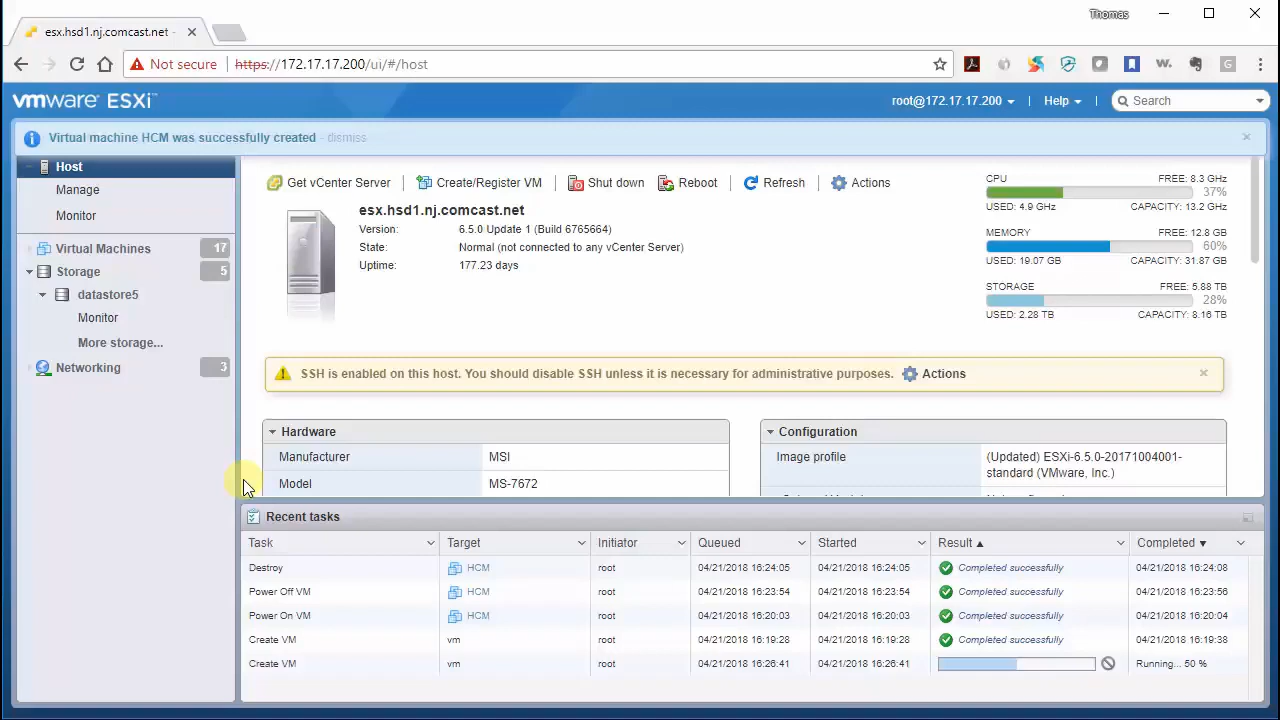 Thomas
esx.hsd1.nj.comcast.net -
Not secure https://172.17.17.200/ui/#/host
vmware ESXi™
root@172.17.17.200 Help Search
Virtual machine HCM was successfully created - dismiss
Host
Manage
Monitor
Virtual Machines 17
Storage 5
datastore5
Monitor
More storage...
Networking 3
Get vCenter Server Create/Register VM Shut down Reboot Refresh Actions
esx.hsd1.nj.comcast.net
Version: 6.5.0 Update 1 (Build 6765664)
State: Normal (not connected to any vCenter Server)
Uptime: 177.23 days
CPU FREE: 8.3 GHz
37%
USED: 4.9 GHz CAPACITY: 13.2 GHz
MEMORY FREE: 12.8 GB
60%
USED: 19.07 GB CAPACITY: 31.87 GB
STORAGE FREE: 5.88 TB
28%
USED: 2.28 TB CAPACITY: 8.16 TB
SSH is enabled on this host. You should disable SSH unless it is necessary for administrative purposes. Actions
Hardware
Manufacturer MSI
Model MS-7672
Configuration
Image profile (Updated) ESXi-6.5.0-20171004001-
standard (VMware, Inc.)
Recent tasks
Task Target Initiator Queued Started Result Completed
Destroy HCM root 04/21/2018 16:24:05 04/21/2018 16:24:05 Completed successfully 04/21/2018 16:24:08
Power Off VM HCM root 04/21/2018 16:23:54 04/21/2018 16:23:54 Completed successfully 04/21/2018 16:23:56
Power On VM HCM root 04/21/2018 16:20:03 04/21/2018 16:20:03 Completed successfully 04/21/2018 16:20:04
Create VM vm root 04/21/2018 16:19:28 04/21/2018 16:19:28 Completed successfully 04/21/2018 16:19:38
Create VM vm root 04/21/2018 16:26:41 04/21/2018 16:26:41 Running... 50 %